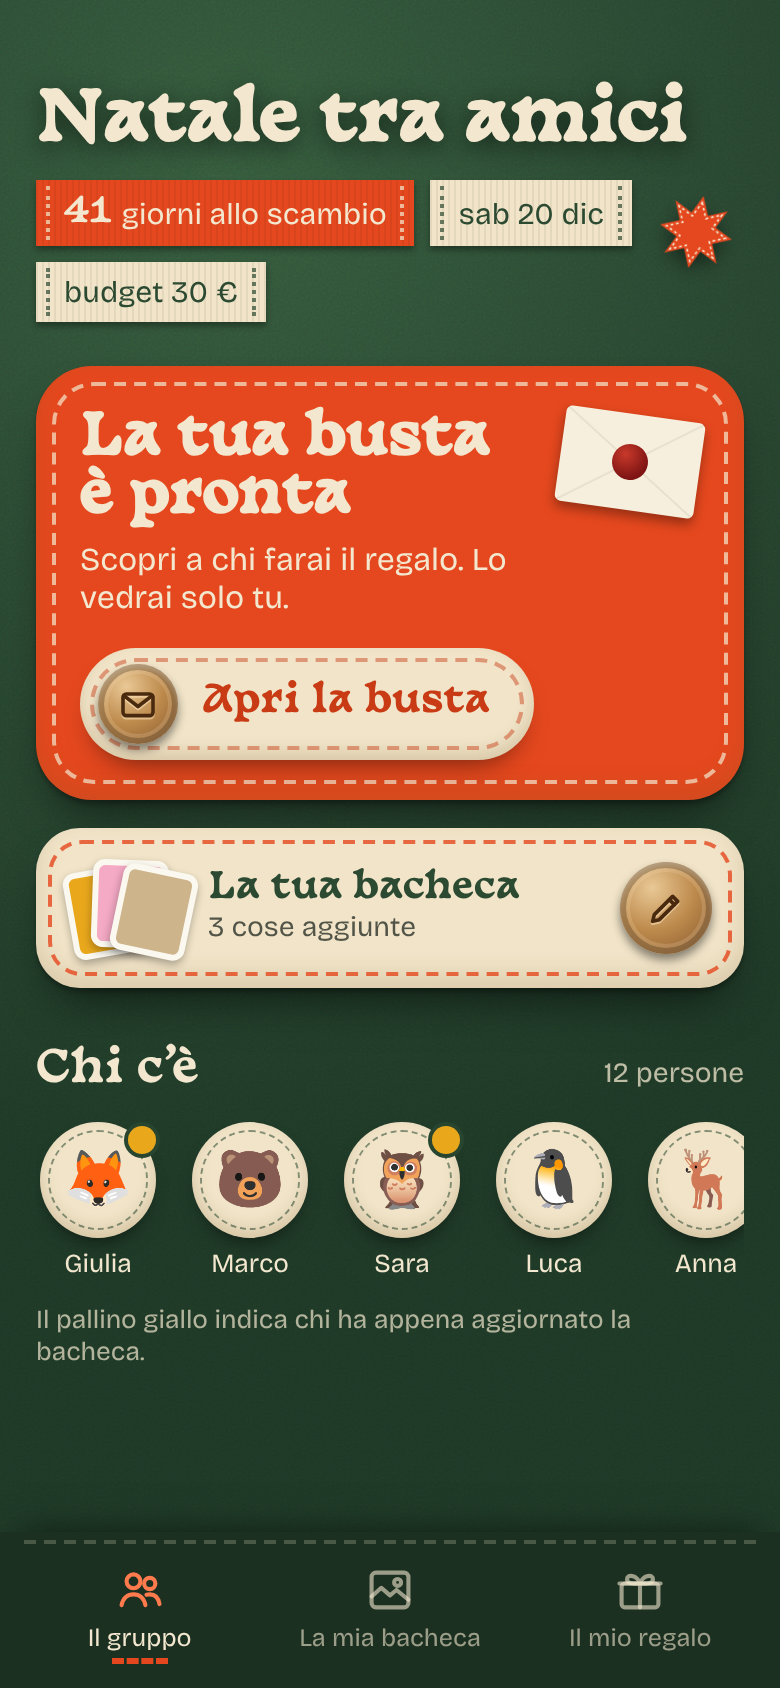 Natale tra amici
41 giorni allo scambio
sab 20 dic
budget 30 €
La tua busta
è pronta
Scopri a chi farai il regalo. Lo
vedrai solo tu.
Apri la busta
La tua bacheca
3 cose aggiunte
Chi c’è
12 persone
Giulia
Marco
Sara
Luca
Anna
Il pallino giallo indica chi ha appena aggiornato la
bacheca.
Il gruppo
La mia bacheca
Il mio regalo